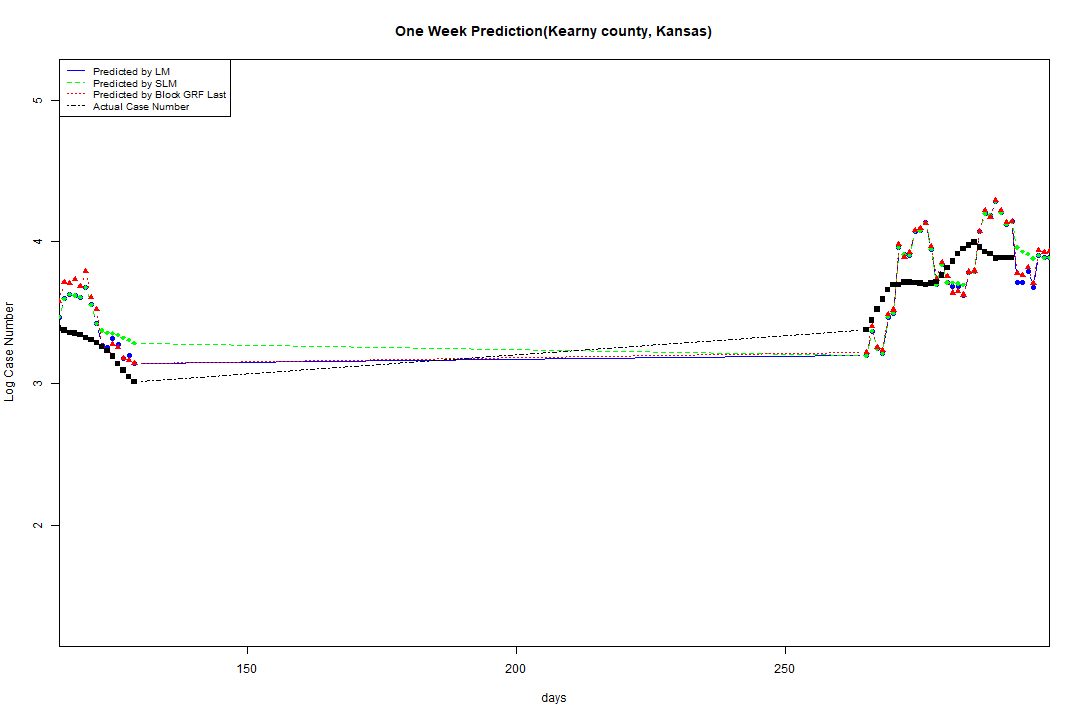 One Week Prediction(Kearny county, Kansas)
Predicted by LM
Predicted by SLM
Predicted by Block GRF Last
Actual Case Number
5
4
3
2
Log Case Number
150
200
250
days